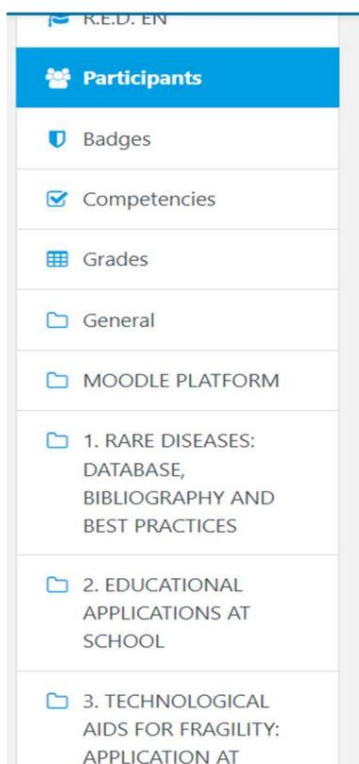 R.E.D. EN
Participants
Badges
Competencies
Grades
General
MOODLE PLATFORM
1. RARE DISEASES:
DATABASE,
BIBLIOGRAPHY AND
BEST PRACTICES
2. EDUCATIONAL
APPLICATIONS AT
SCHOOL
3. TECHNOLOGICAL
AIDS FOR FRAGILITY:
APPLICATION AT